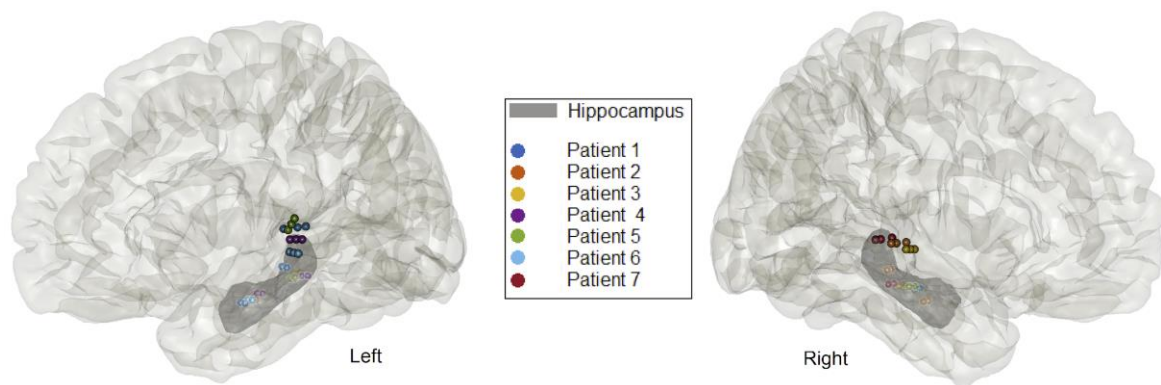 Hippocampus
Patient 1
Patient 2
Patient 3
Patient 4
Patient 5
Patient 6
Patient 7
Left
Right